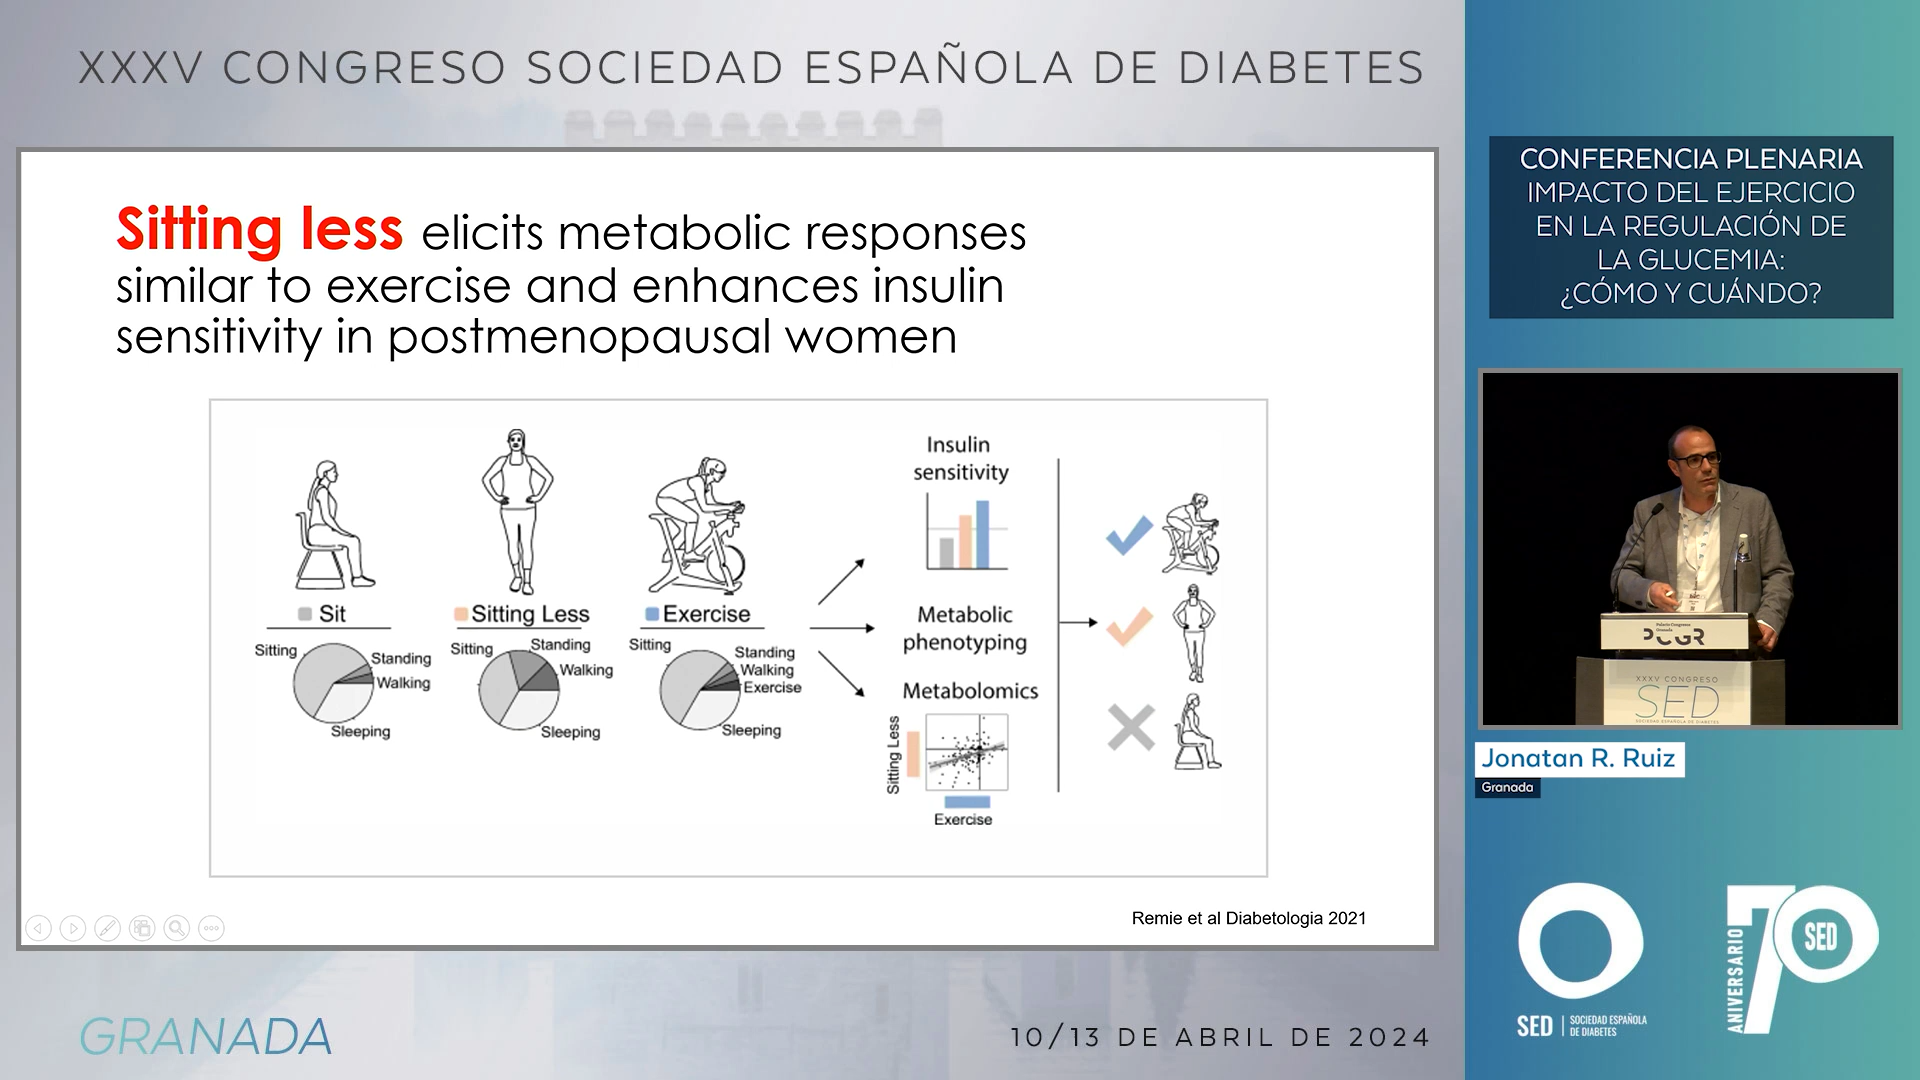 XXXV CONGRESO SOCIEDAD ESPAÑOLA DE DIABETES
Sitting less elicits metabolic responses
similar to exercise and enhances insulin
sensitivity in postmenopausal women
Sit
Sitting
Standing
Walking
Sleeping
Sitting Less
Sitting
Standing
Walking
Sleeping
Exercise
Sitting
Standing
Walking
Exercise
Sleeping
Insulin
sensitivity
Metabolic
phenotyping
Metabolomics
Sitting Less
Exercise
Remie et al Diabetologia 2021
GRANADA
10/13 DE ABRIL DE 2024
CONFERENCIA PLENARIA
IMPACTO DEL EJERCICIO
EN LA REGULACIÓN DE
LA GLUCEMIA:
¿CÓMO Y CUÁNDO?
Palacio Congresos
Granada
PCGR
XXXV CONGRESO
SED
SOCIEDAD ESPAÑOLA DE DIABETES
Jonatan R. Ruiz
Granada
SED
SOCIEDAD ESPAÑOLA
DE DIABETES
ANIVERSARIO
70
SED